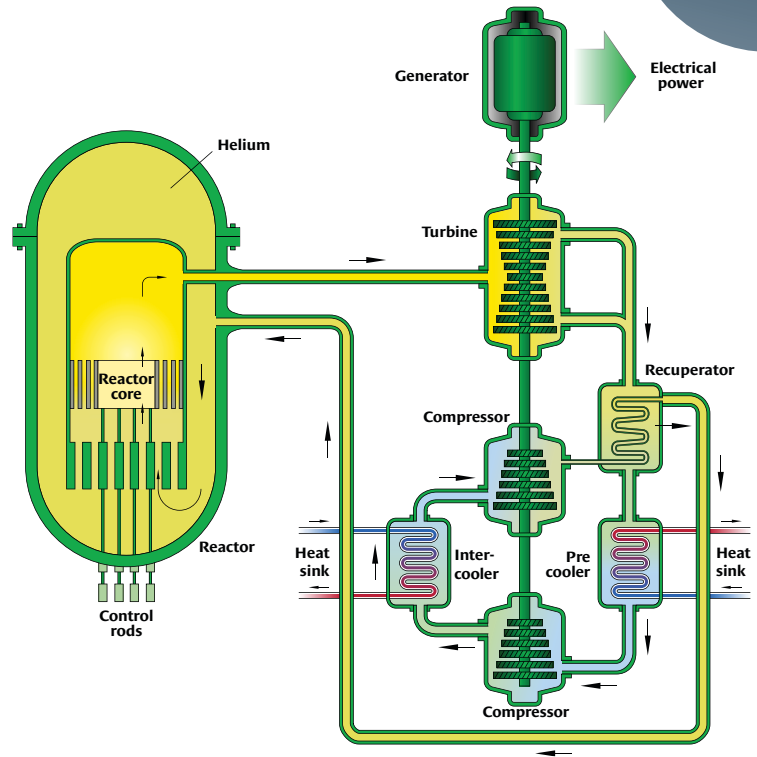 Generator
Electrical
power
Helium
Turbine
Recuperator
Reactor
core
Compressor
Reactor
Heat
sink
Inter-
cooler
Pre
cooler
Heat
sink
Control
rods
Compressor